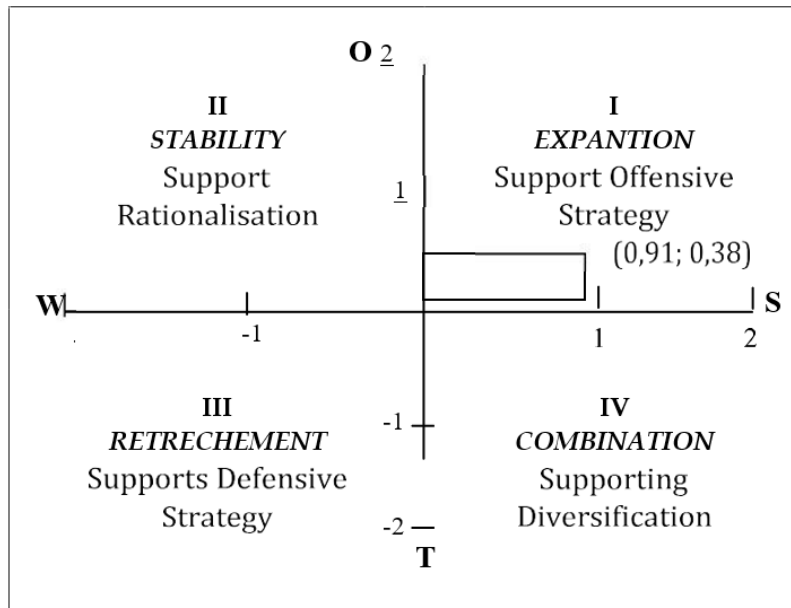 O 2
II
STABILITY
Support
Rationalisation
I
EXPANTION
Support Offensive
Strategy
(0,91; 0,38)
1
W
S
-1
1
2
III
RETRECHEMENT
Supports Defensive
Strategy
-1
IV
COMBINATION
Supporting
Diversification
-2
T